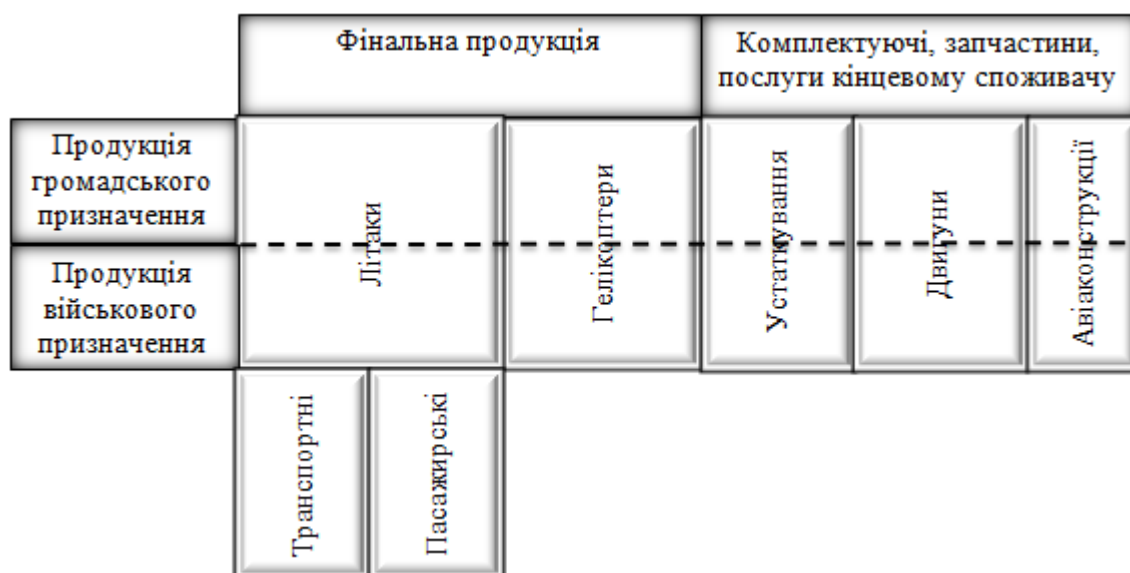 Фінальна продукція
Комплектуючі, запчастини,
послуги кінцевому споживачу
Продукція
громадського
призначення
Продукція
військового
призначення
Літаки
Гелікоптери
Устаткування
Двигуни
Авіаконструкції
Транспортні
Пасажирські